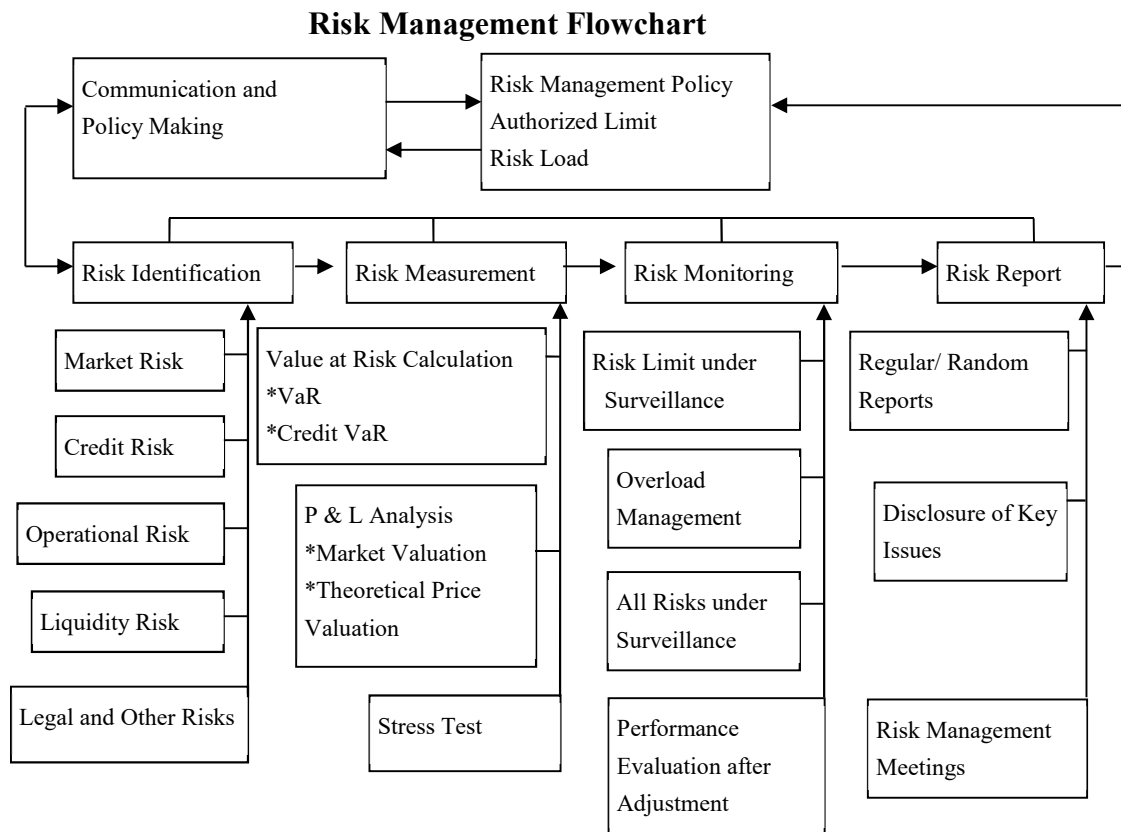 Risk Management Flowchart
Communication and
Policy Making
Risk Management Policy
Authorized Limit
Risk Load
Risk Identification
Risk Measurement
Risk Monitoring
Risk Report
Market Risk
Credit Risk
Operational Risk
Liquidity Risk
Legal and Other Risks
Value at Risk Calculation
*VaR
*Credit VaR
P & L Analysis
*Market Valuation
*Theoretical Price
Valuation
Stress Test
Risk Limit under
Surveillance
Overload
Management
All Risks under
Surveillance
Performance
Evaluation after
Adjustment
Regular/ Random
Reports
Disclosure of Key
Issues
Risk Management
Meetings